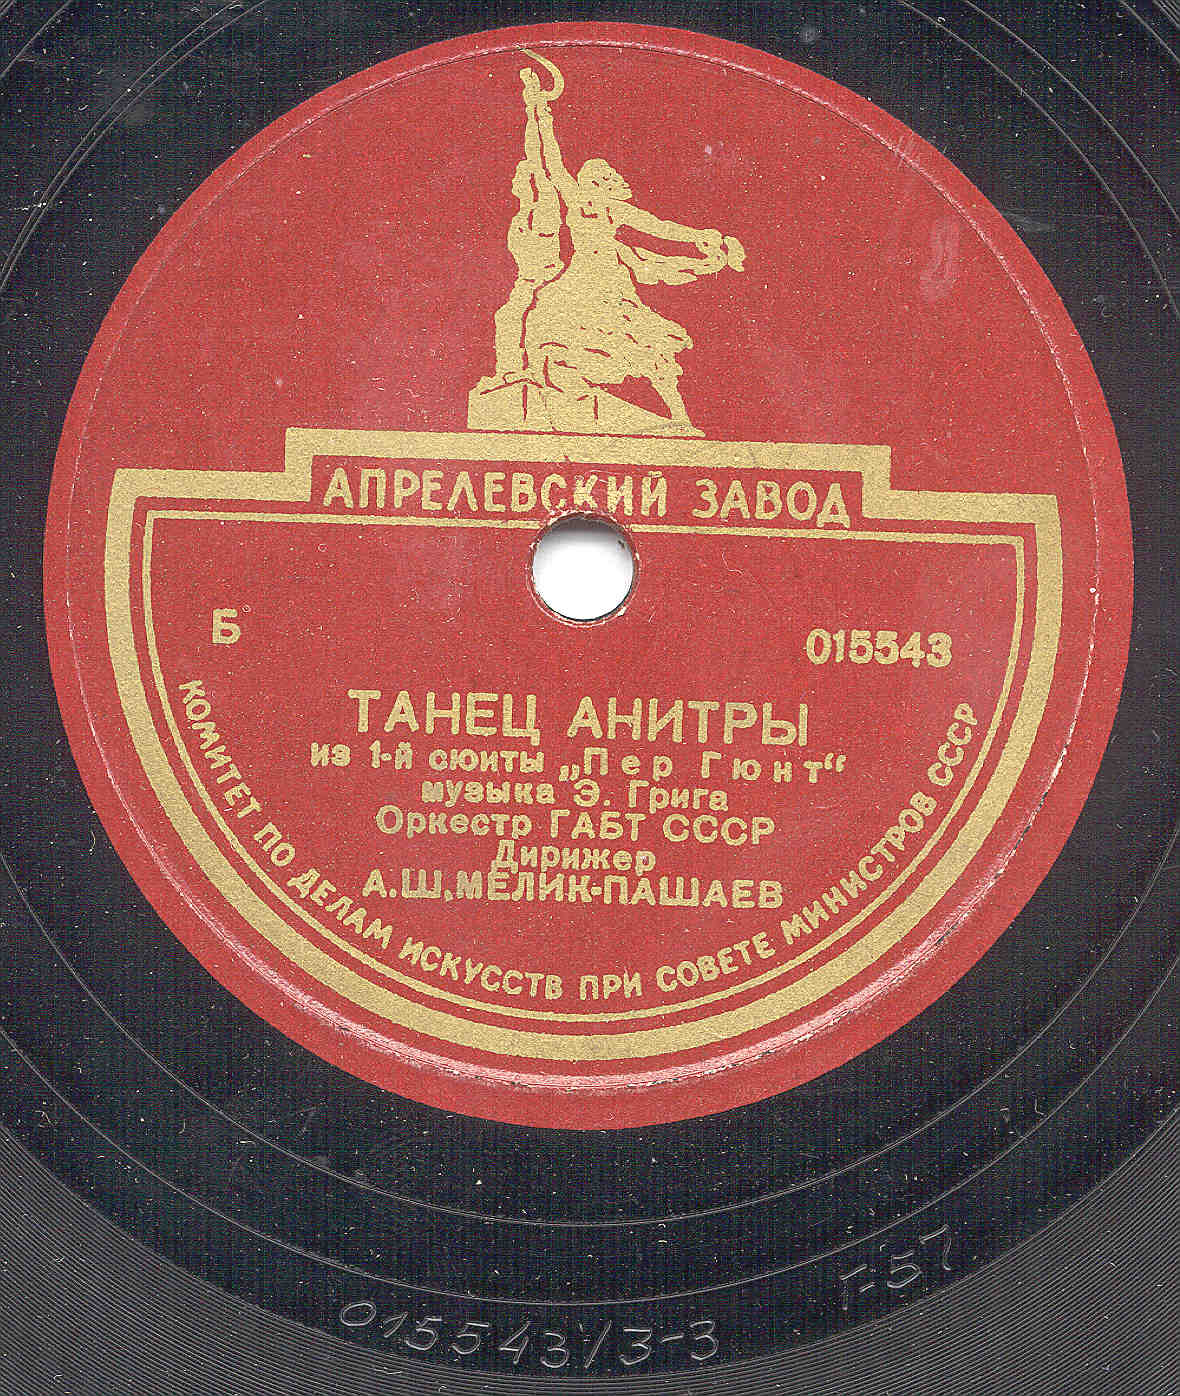 АПРЕЛЕВСКИЙ ЗАВОД
Б
015543
ТАНЕЦ АНИТРЫ
из 1-й сюиты „Пер Гюнт“
музыка Э. Грига
Оркестр ГАБТ СССР
Дирижер
А.Ш.МЕЛИК-ПАШАЕВ
КОМИТЕТ ПО ДЕЛАМ ИСКУССТВ ПРИ СОВЕТЕ МИНИСТРОВ СССР
015543/3-3
Г-57